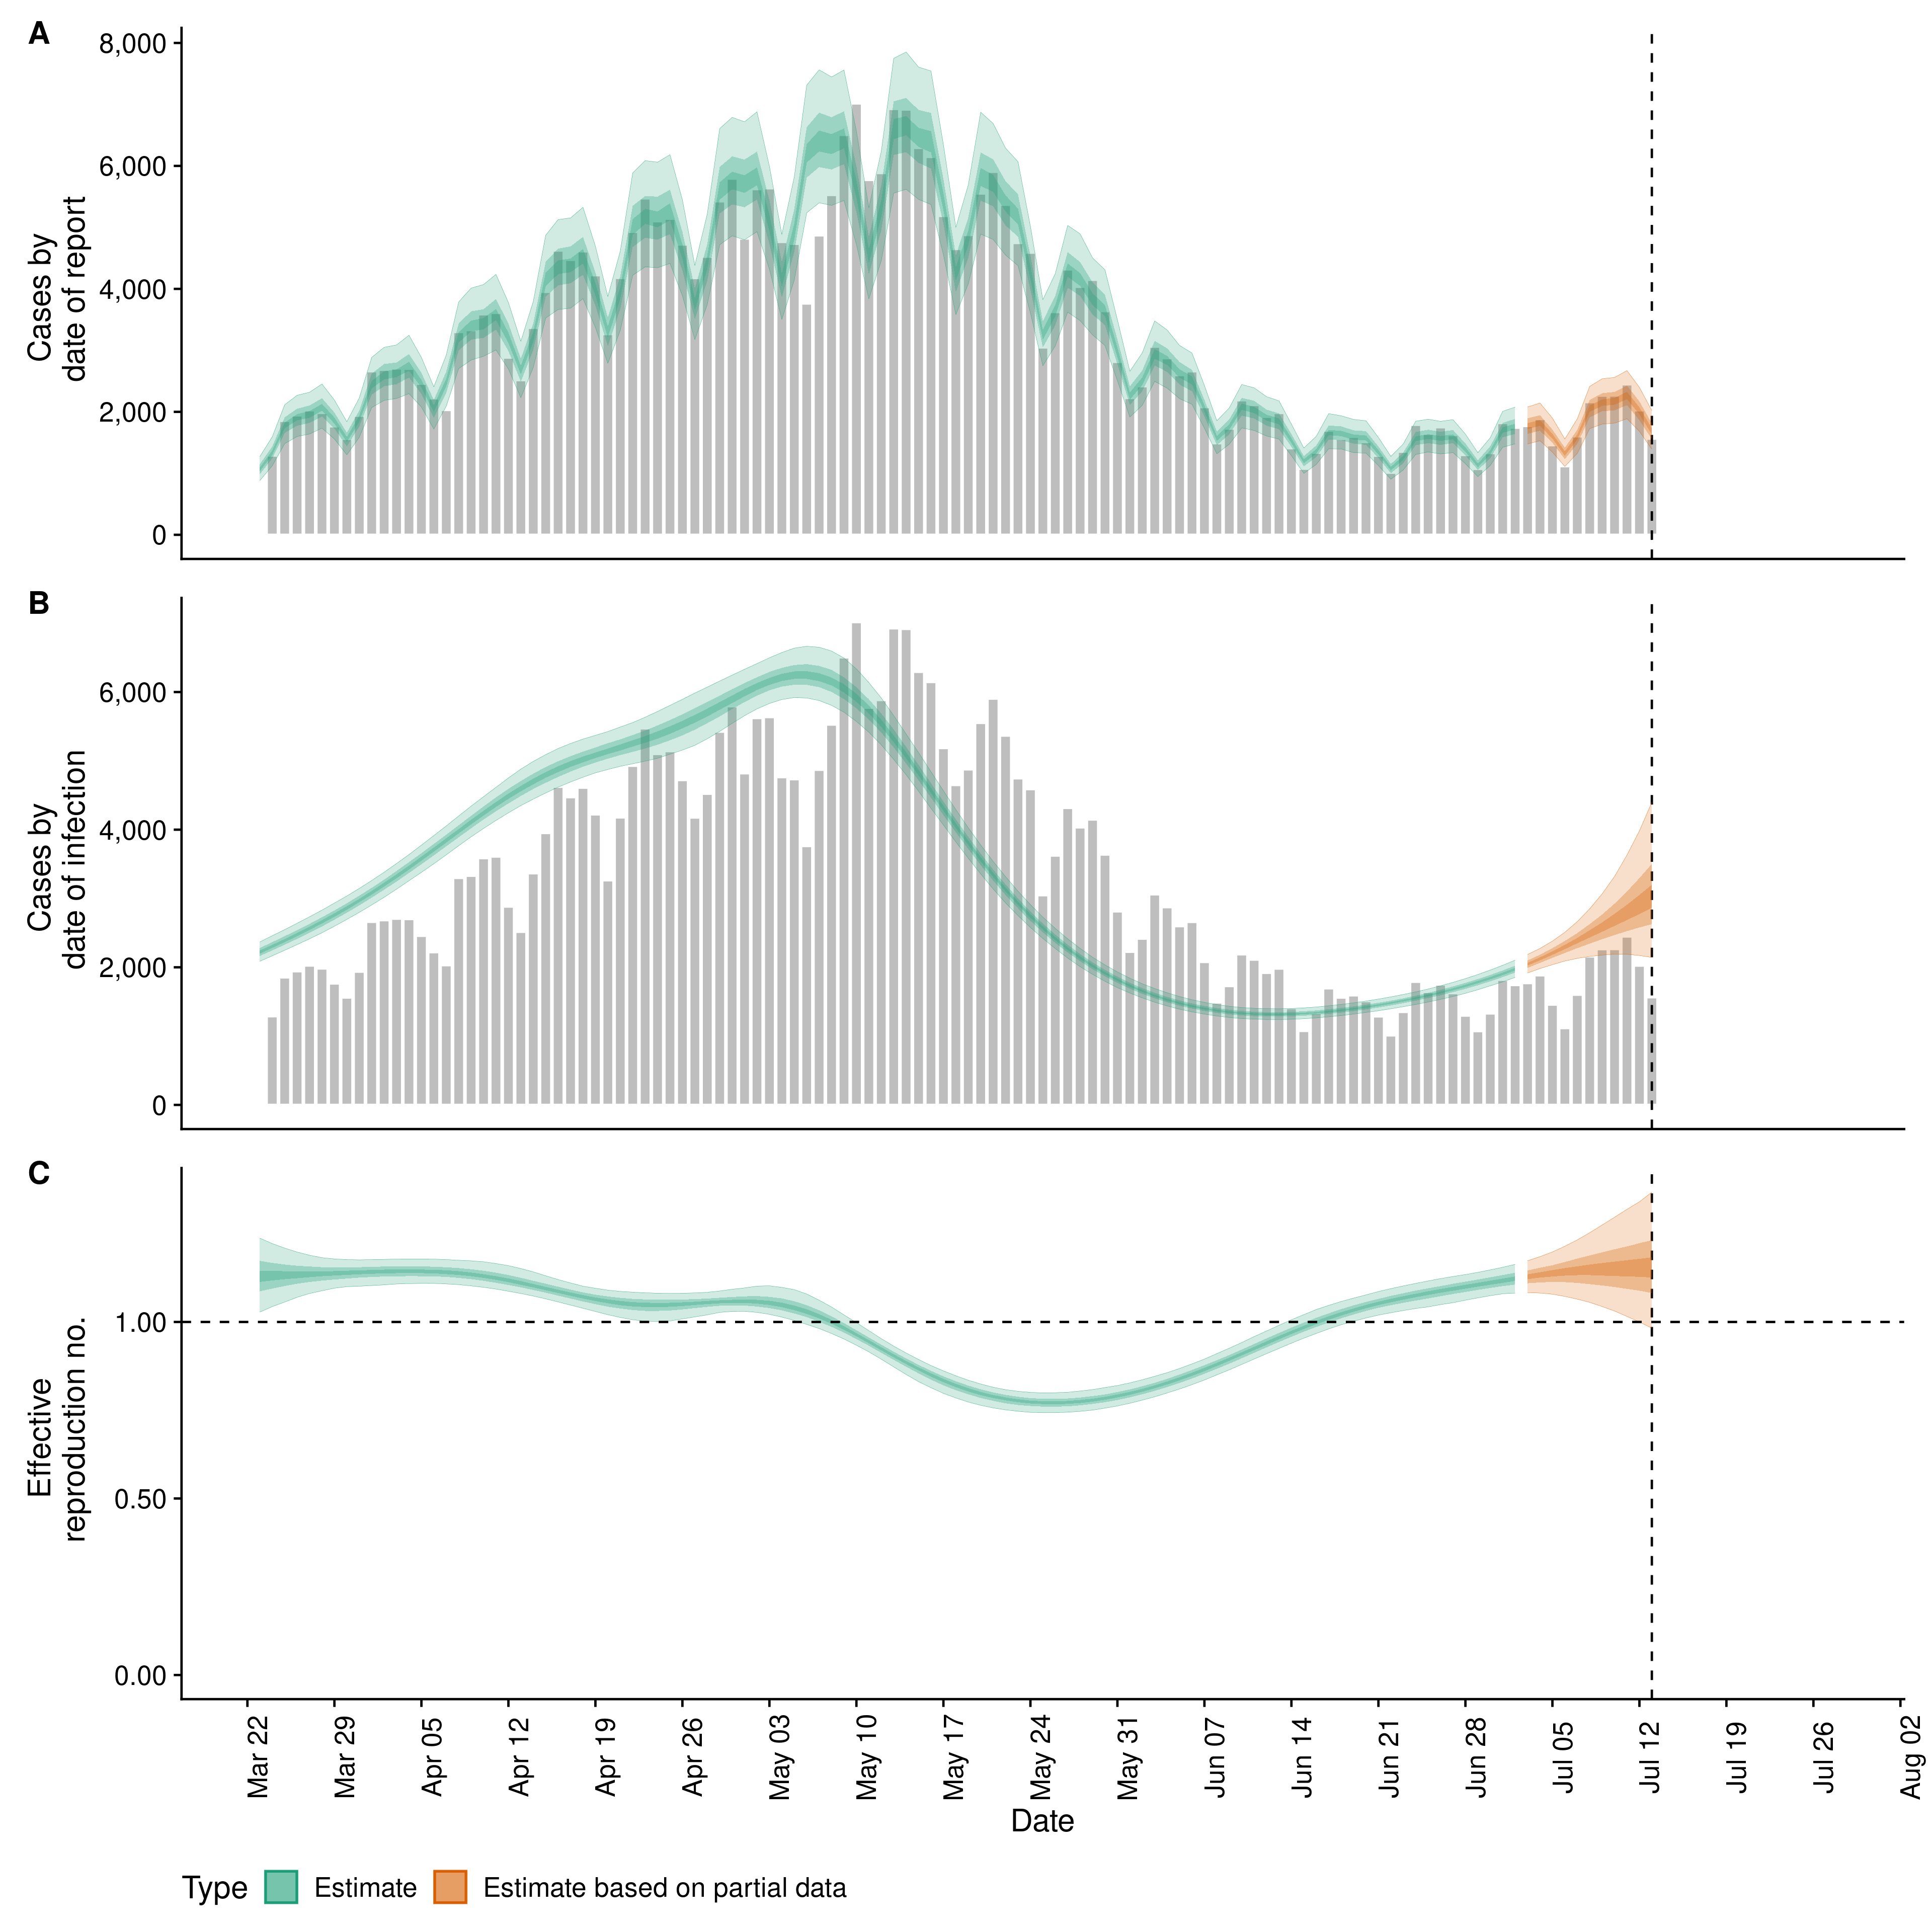 A
Cases by
date of report
8,000
6,000
4,000
2,000
0
B
Cases by
date of infection
6,000
4,000
2,000
0
C
Effective
reproduction no.
1.00
0.50
0.00
Mar 22
Mar 29
Apr 05
Apr 12
Apr 19
Apr 26
May 03
May 10
May 17
May 24
May 31
Jun 07
Jun 14
Jun 21
Jun 28
Jul 05
Jul 12
Jul 19
Jul 26
Aug 02
Date
Type Estimate Estimate based on partial data